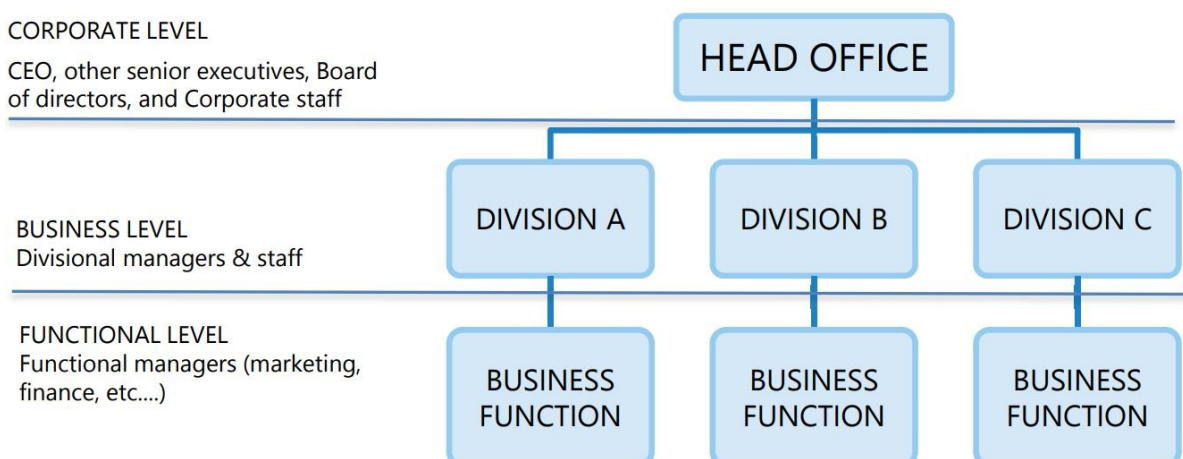 CORPORATE LEVEL
CEO, other senior executives, Board
of directors, and Corporate staff
HEAD OFFICE
BUSINESS LEVEL
Divisional managers & staff
DIVISION A
DIVISION B
DIVISION C
FUNCTIONAL LEVEL
Functional managers (marketing,
finance, etc....)
BUSINESS
FUNCTION
BUSINESS
FUNCTION
BUSINESS
FUNCTION